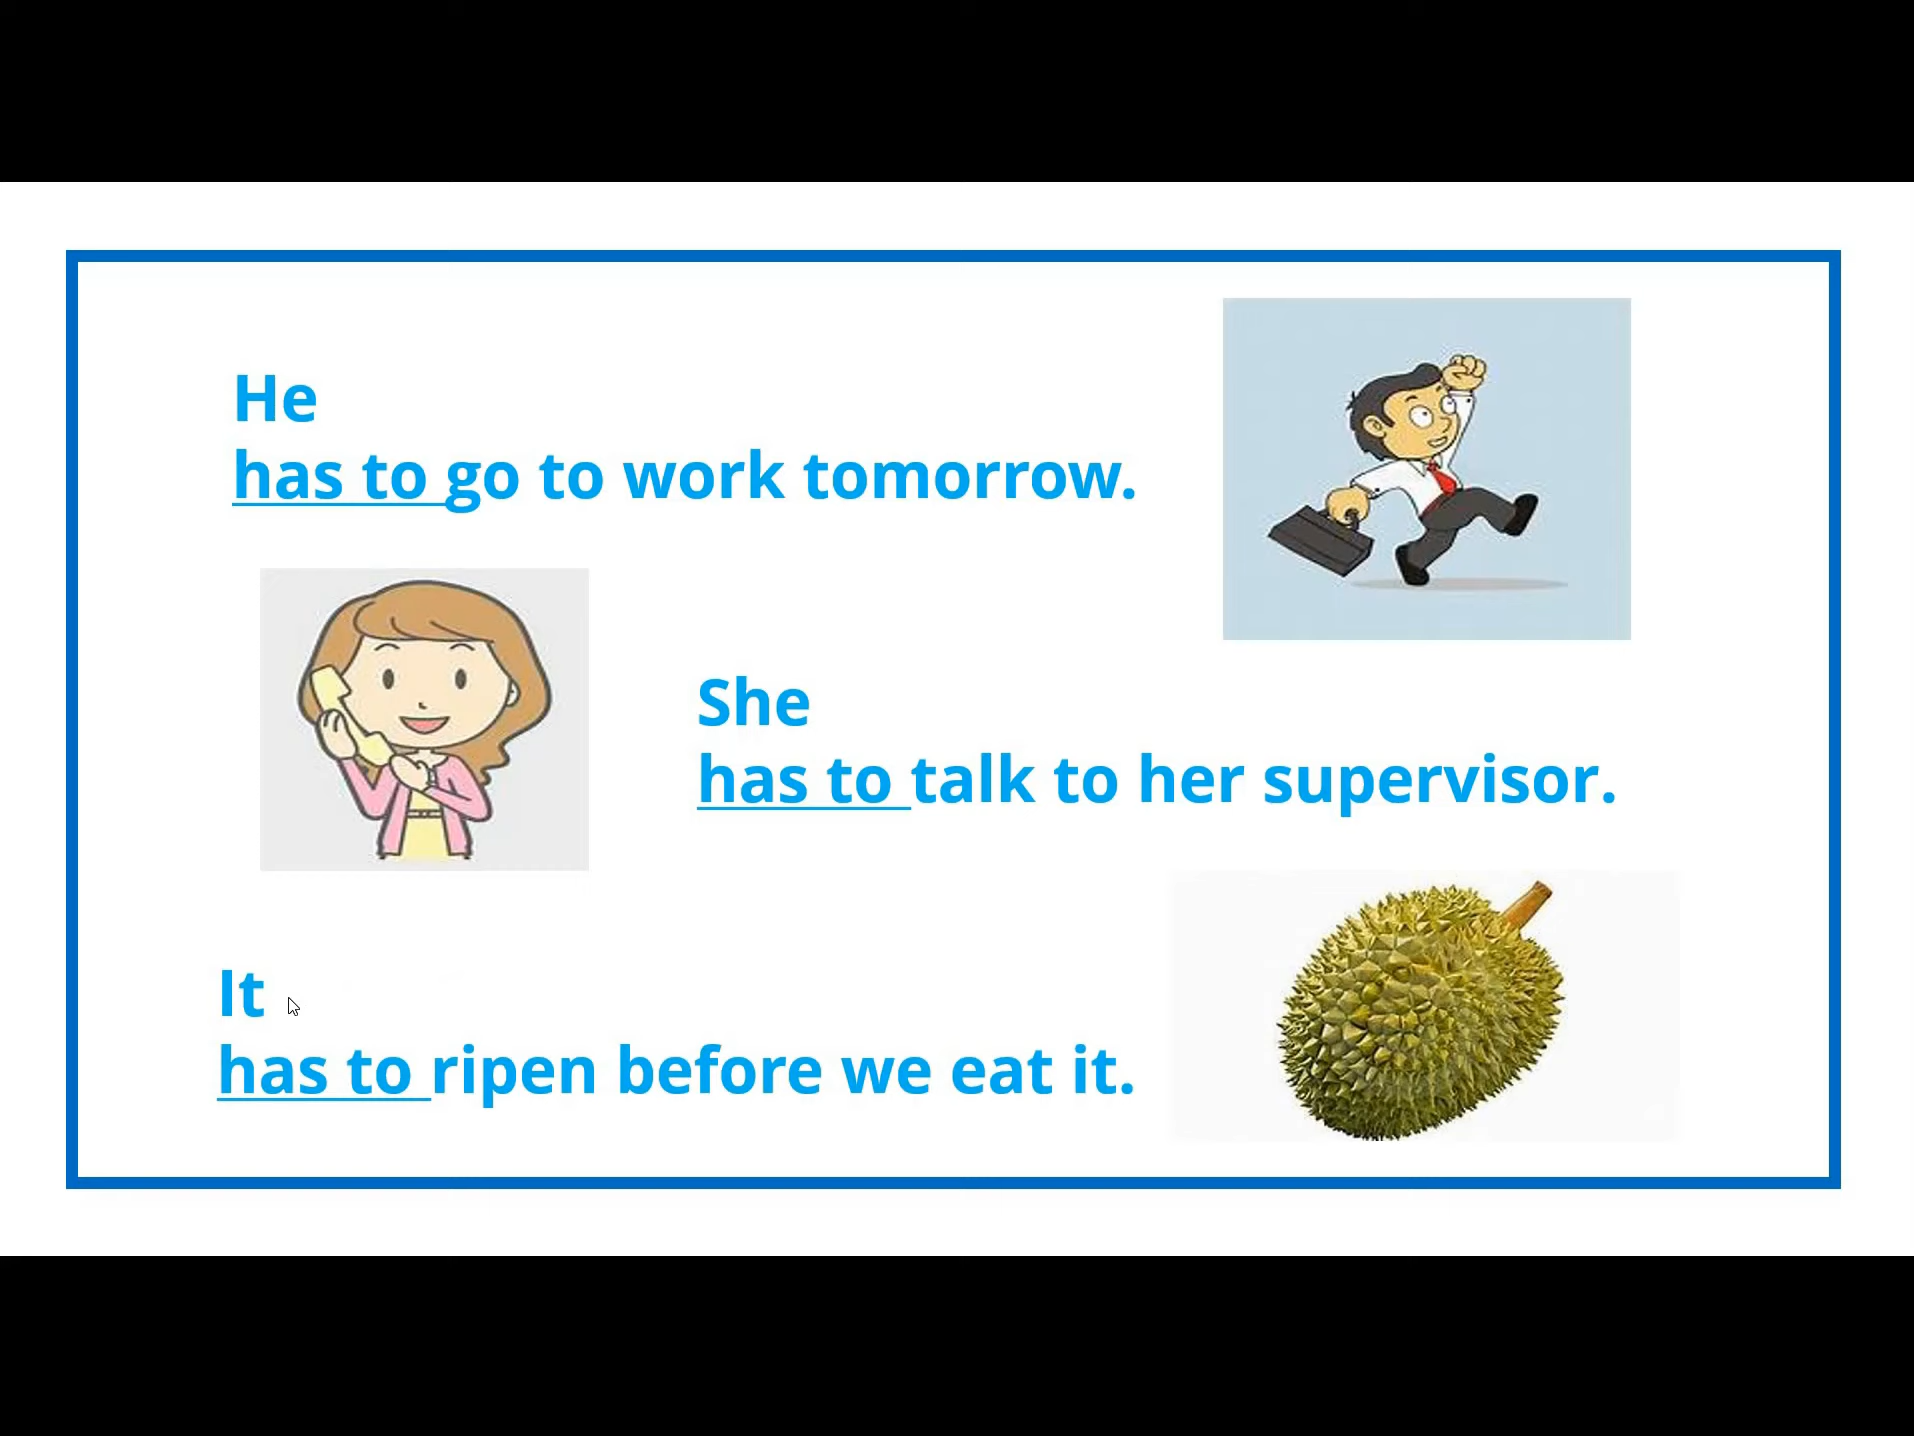 He
has to go to work tomorrow.
She
has to talk to her supervisor.
It
has to ripen before we eat it.